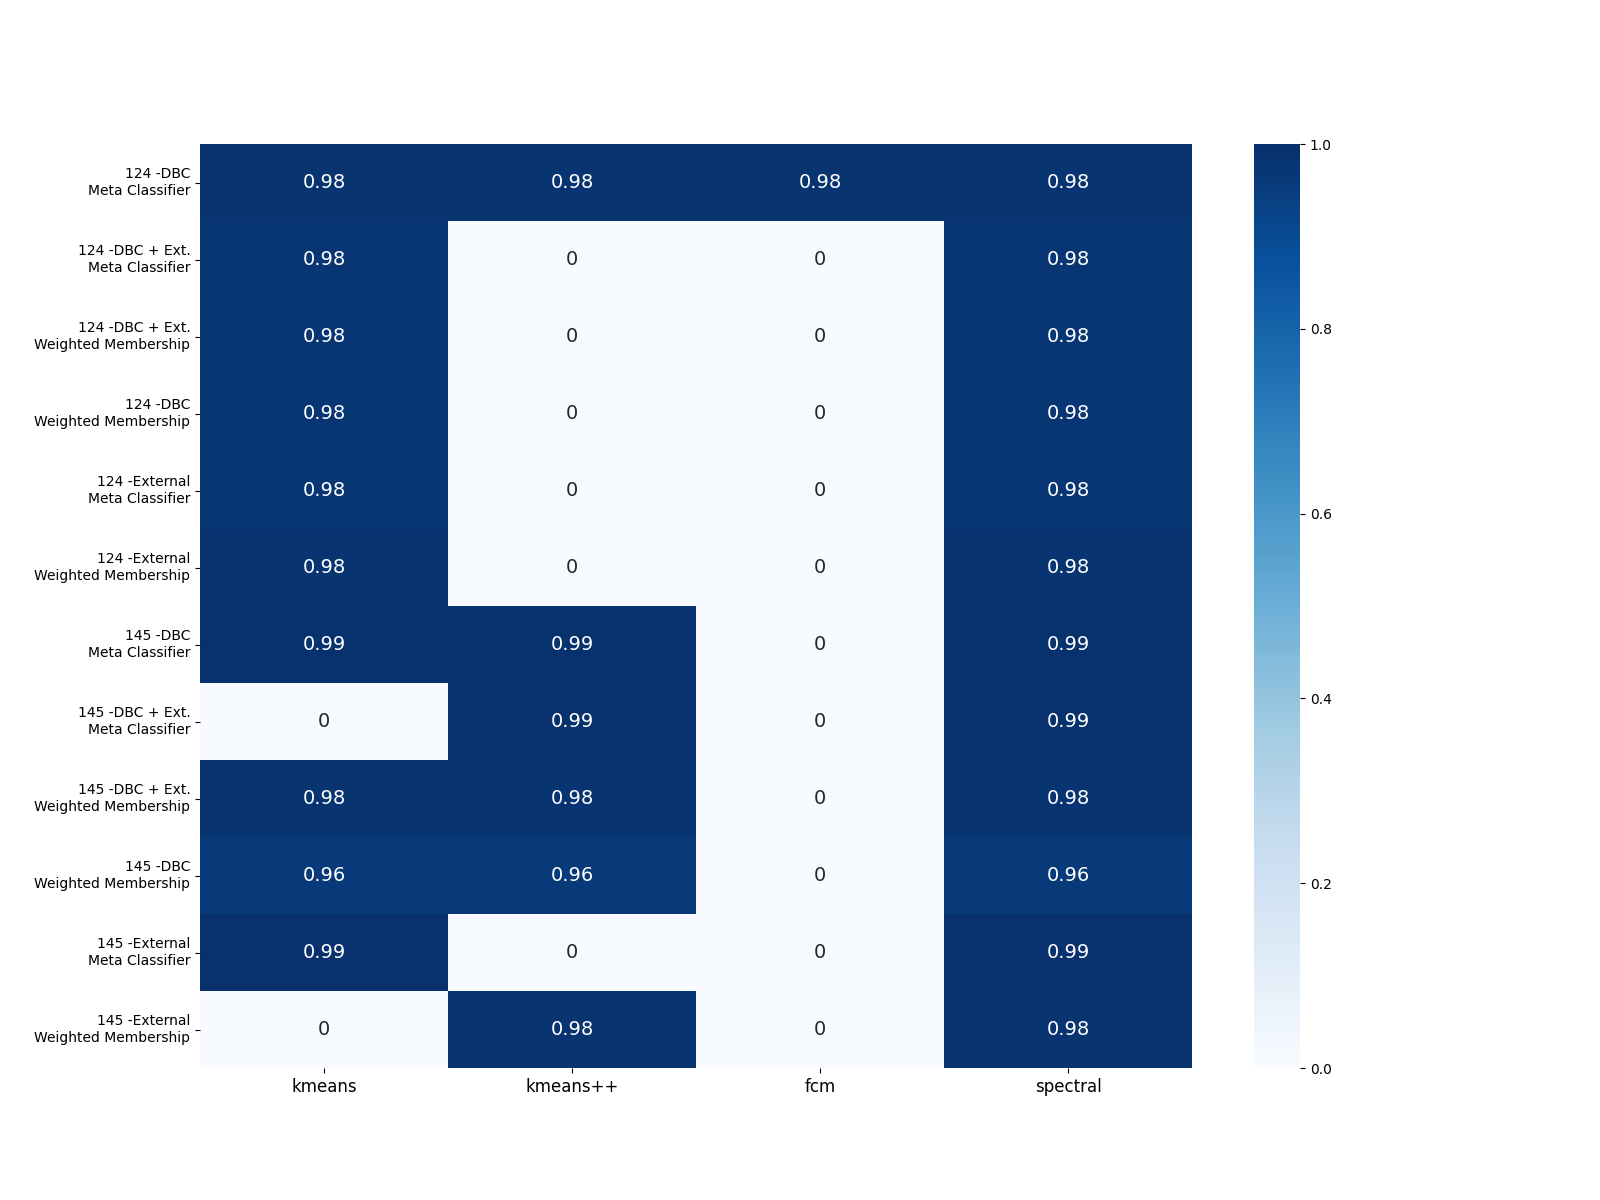 124 -DBC
Meta Classifier
0.98 0.98 0.98 0.98
124 -DBC + Ext.
Meta Classifier
0.98 0 0 0.98
124 -DBC + Ext.
Weighted Membership
0.98 0 0 0.98
124 -DBC
Weighted Membership
0.98 0 0 0.98
124 -External
Meta Classifier
0.98 0 0 0.98
124 -External
Weighted Membership
0.98 0 0 0.98
145 -DBC
Meta Classifier
0.99 0.99 0 0.99
145 -DBC + Ext.
Meta Classifier
0 0.99 0 0.99
145 -DBC + Ext.
Weighted Membership
0.98 0.98 0 0.98
145 -DBC
Weighted Membership
0.96 0.96 0 0.96
145 -External
Meta Classifier
0.99 0 0 0.99
145 -External
Weighted Membership
0 0.98 0 0.98
kmeans kmeans++ fcm spectral
1.0
0.8
0.6
0.4
0.2
0.0